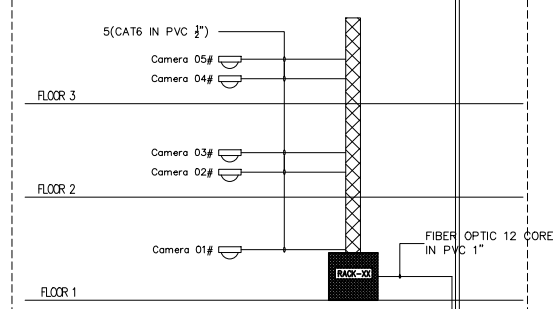 5(CAT6 IN PVC ½")
Camera 05#
Camera 04#
FLOOR 3
Camera 03#
Camera 02#
FLOOR 2
FIBER OPTIC 12 CORE
IN PVC 1"
Camera 01#
RACK-XX
FLOOR 1